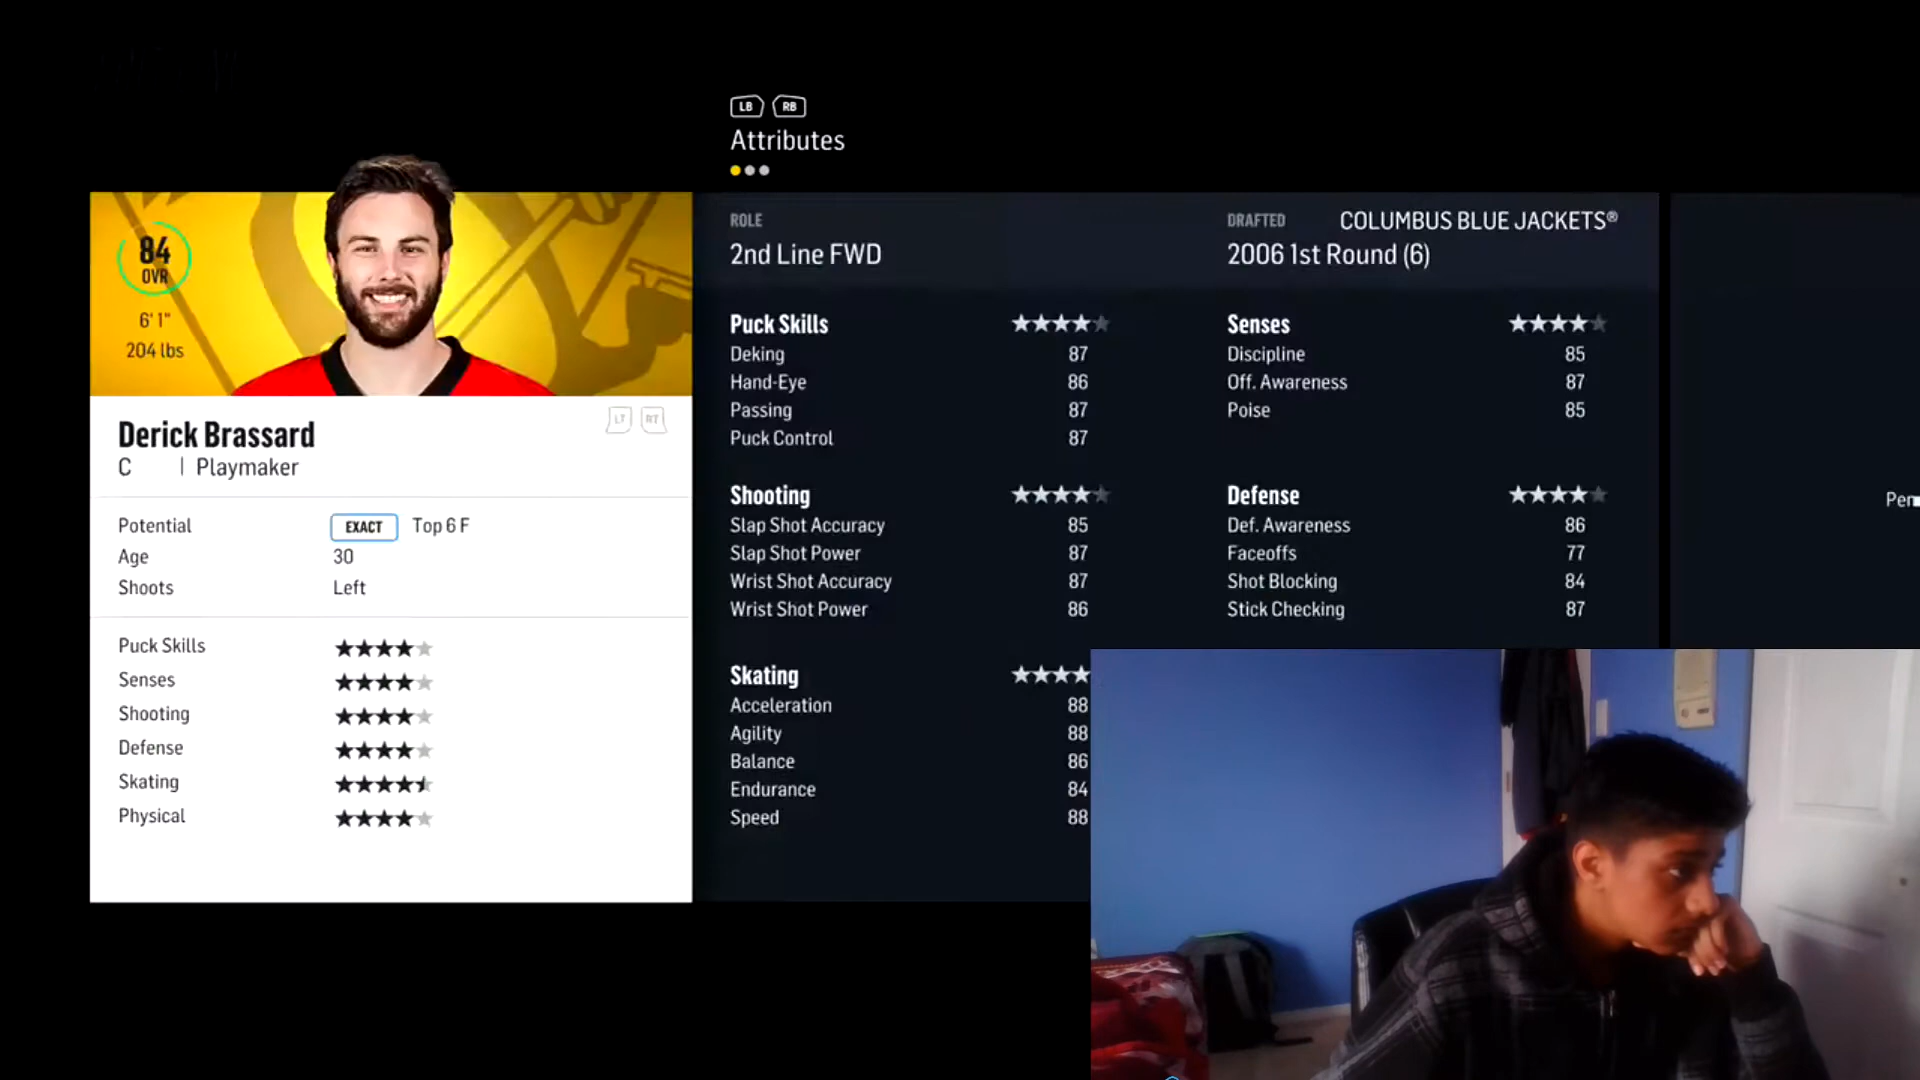 LB RB
Attributes
84
OVR
6' 1"
204 lbs
Derick Brassard
LT RT
C | Playmaker
Potential EXACT Top 6 F
Age 30
Shoots Left
Puck Skills
Senses
Shooting
Defense
Skating
Physical
ROLE
2nd Line FWD
DRAFTED COLUMBUS BLUE JACKETS®
2006 1st Round (6)
Puck Skills
Deking 87
Hand-Eye 86
Passing 87
Puck Control 87
Senses
Discipline 85
Off. Awareness 87
Poise 85
Shooting
Slap Shot Accuracy 85
Slap Shot Power 87
Wrist Shot Accuracy 87
Wrist Shot Power 86
Defense
Def. Awareness 86
Faceoffs 77
Shot Blocking 84
Stick Checking 87
Skating
Acceleration 88
Agility 88
Balance 86
Endurance 84
Speed 88